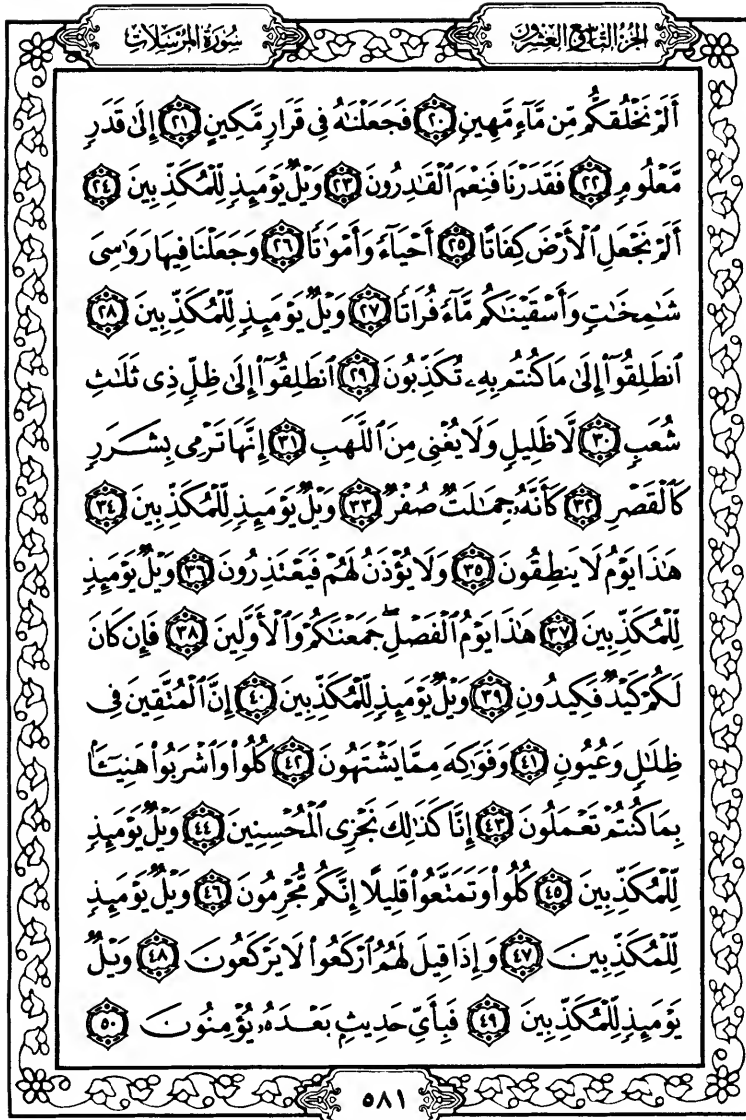 الجزء التاسع والعشرون
سورة المرسلات
أَلَمْ نَخْلُقكُّم مِّن مَّآءٍ مَّهِينٍ ٢٠ فَجَعَلْنَٰهُ فِى قَرَارٍ مَّكِينٍ ٢١ إِلَىٰ قَدَرٍ
مَّعْلُومٍ ٢٢ فَقَدَرْنَا فَنِعْمَ ٱلْقَٰدِرُونَ ٢٣ وَيْلٌ يَوْمَئِذٍ لِّلْمُكَذِّبِينَ ٢٤
أَلَمْ نَجْعَلِ ٱلْأَرْضَ كِفَاتًا ٢٥ أَحْيَآءً وَأَمْوَٰتًا ٢٦ وَجَعَلْنَا فِيهَا رَوَٰسِىَ
شَٰمِخَٰتٍ وَأَسْقَيْنَٰكُم مَّآءً فُرَاتًا ٢٧ وَيْلٌ يَوْمَئِذٍ لِّلْمُكَذِّبِينَ ٢٨
ٱنطَلِقُوٓا۟ إِلَىٰ مَا كُنتُم بِهِۦ تُكَذِّبُونَ ٢٩ ٱنطَلِقُوٓا۟ إِلَىٰ ظِلٍّ ذِى ثَلَٰثِ
شُعَبٍ ٣٠ لَّا ظَلِيلٍ وَلَا يُغْنِى مِنَ ٱللَّهَبِ ٣١ إِنَّهَا تَرْمِى بِشَرَرٍ
كَٱلْقَصْرِ ٣٢ كَأَنَّهُۥ جِمَٰلَتٌ صُفْرٌ ٣٣ وَيْلٌ يَوْمَئِذٍ لِّلْمُكَذِّبِينَ ٣٤
هَٰذَا يَوْمُ لَا يَنطِقُونَ ٣٥ وَلَا يُؤْذَنُ لَهُمْ فَيَعْتَذِرُونَ ٣٦ وَيْلٌ يَوْمَئِذٍ
لِّلْمُكَذِّبِينَ ٣٧ هَٰذَا يَوْمُ ٱلْفَصْلِ ۖ جَمَعْنَٰكُمْ وَٱلْأَوَّلِينَ ٣٨ فَإِن كَانَ
لَكُمْ كَيْدٌ فَكِيدُونِ ٣٩ وَيْلٌ يَوْمَئِذٍ لِّلْمُكَذِّبِينَ ٤٠ إِنَّ ٱلْمُتَّقِينَ فِى
ظِلَٰلٍ وَعُيُونٍ ٤١ وَفَوَٰكِهَ مِمَّا يَشْتَهُونَ ٤٢ كُلُوا۟ وَٱشْرَبُوا۟ هَنِيٓـًٔۢا
بِمَا كُنتُمْ تَعْمَلُونَ ٤٣ إِنَّا كَذَٰلِكَ نَجْزِى ٱلْمُحْسِنِينَ ٤٤ وَيْلٌ يَوْمَئِذٍ
لِّلْمُكَذِّبِينَ ٤٥ كُلُوا۟ وَتَمَتَّعُوا۟ قَلِيلًا إِنَّكُم مُّجْرِمُونَ ٤٦ وَيْلٌ يَوْمَئِذٍ
لِّلْمُكَذِّبِينَ ٤٧ وَإِذَا قِيلَ لَهُمُ ٱرْكَعُوا۟ لَا يَرْكَعُونَ ٤٨ وَيْلٌ
يَوْمَئِذٍ لِّلْمُكَذِّبِينَ ٤٩ فَبِأَىِّ حَدِيثٍۭ بَعْدَهُۥ يُؤْمِنُونَ ٥٠
٥٨١